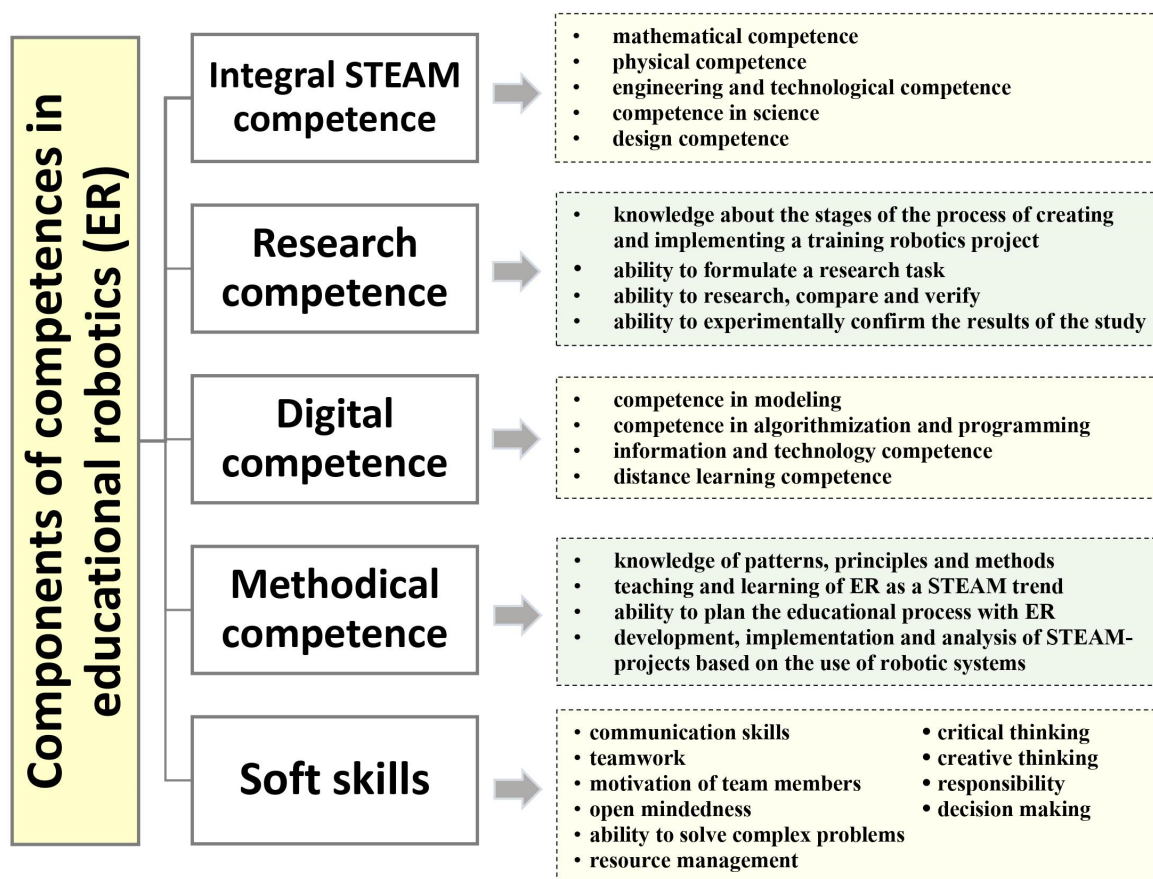 Components of competences in
educational robotics (ER)
Integral STEAM
competence
• mathematical competence
• physical competence
• engineering and technological competence
• competence in science
• design competence
Research
competence
• knowledge about the stages of the process of creating
and implementing a training robotics project
• ability to formulate a research task
• ability to research, compare and verify
• ability to experimentally confirm the results of the study
Digital
competence
• competence in modeling
• competence in algorithmization and programming
• information and technology competence
• distance learning competence
Methodical
competence
• knowledge of patterns, principles and methods
• teaching and learning of ER as a STEAM trend
• ability to plan the educational process with ER
• development, implementation and analysis of STEAM-
projects based on the use of robotic systems
Soft skills
• communication skills
• teamwork
• motivation of team members
• open mindedness
• ability to solve complex problems
• resource management
• critical thinking
• creative thinking
• responsibility
• decision making